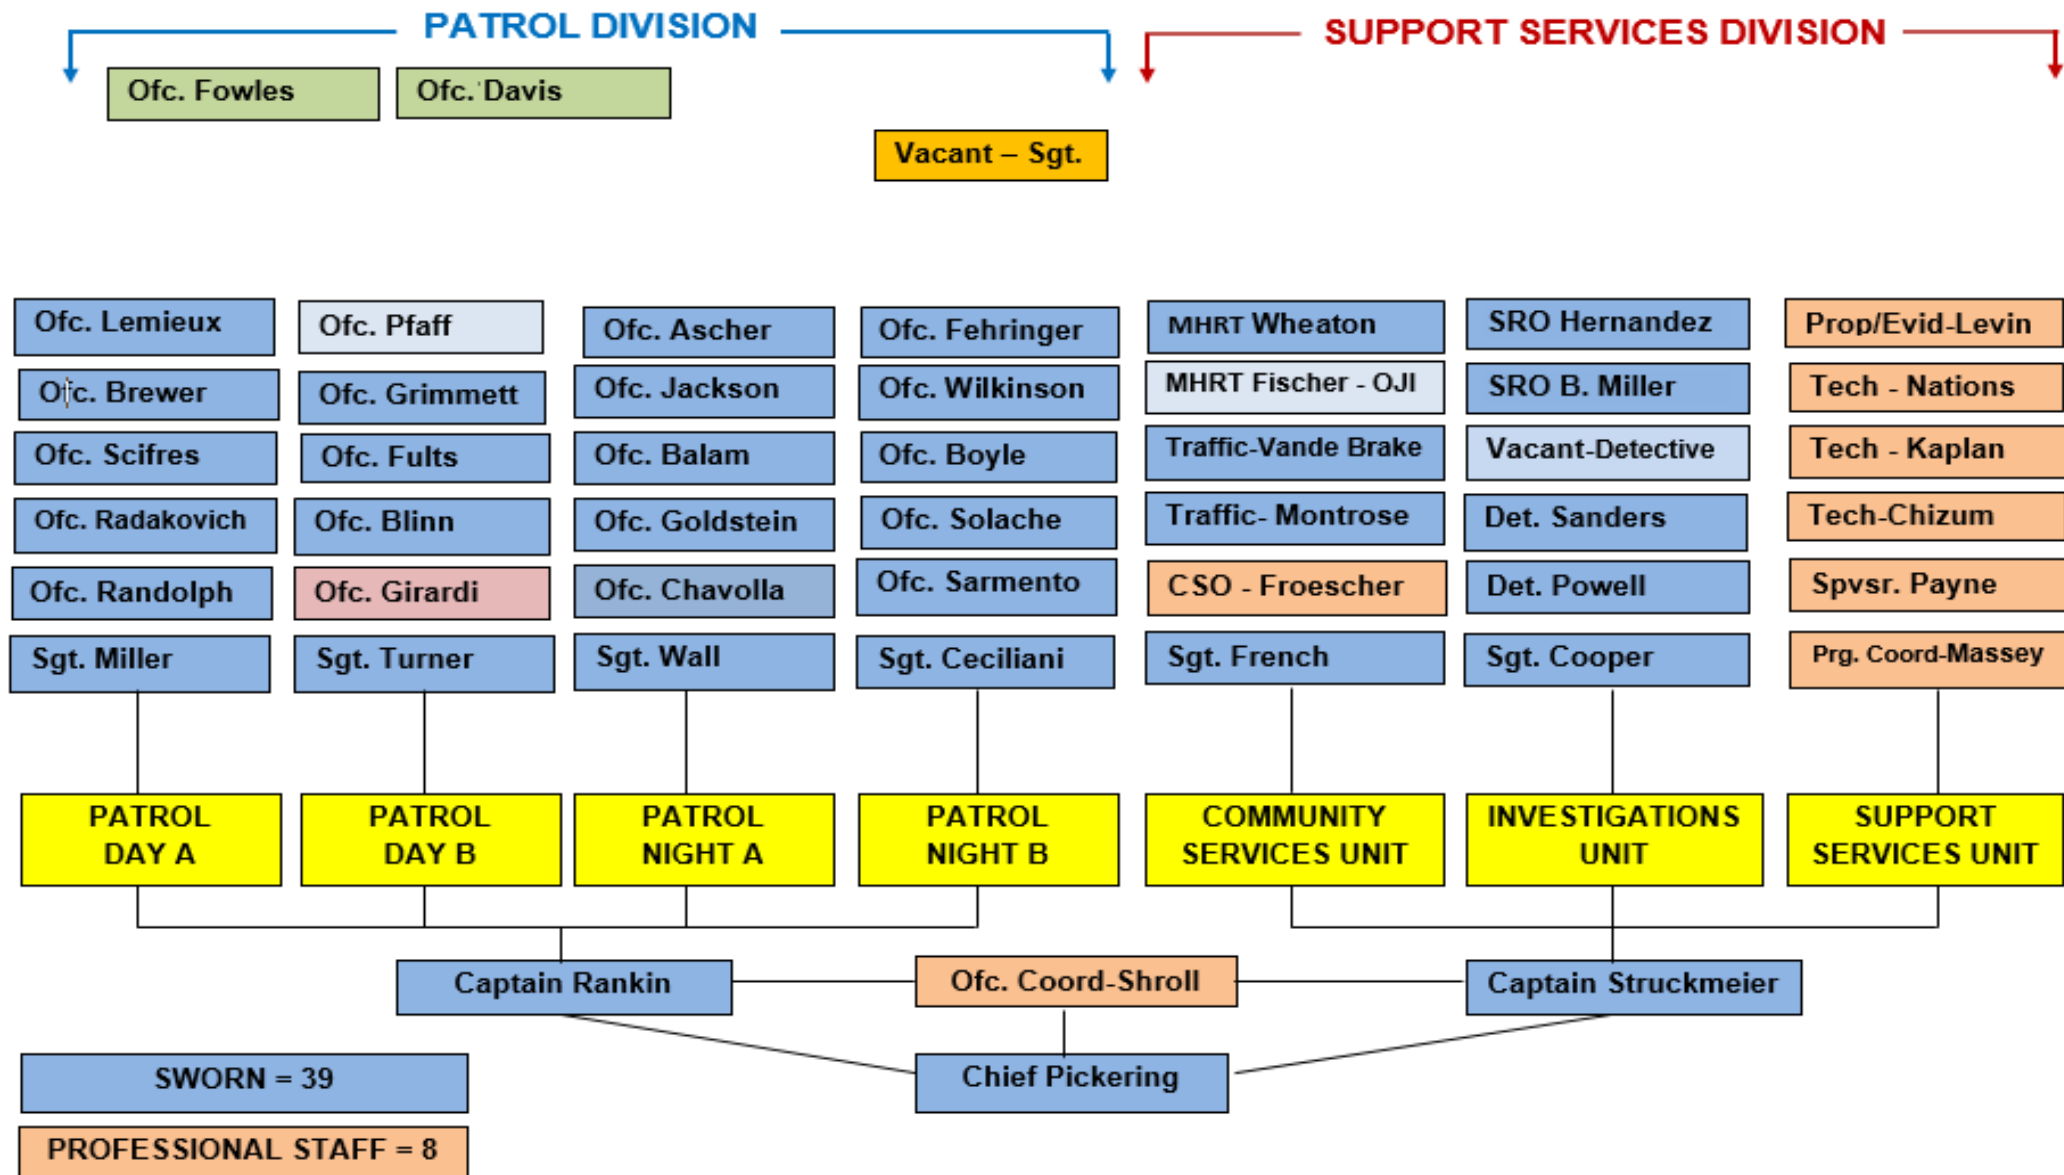 PATROL DIVISION
SUPPORT SERVICES DIVISION
Ofc. Fowles
Ofc. Davis
Vacant – Sgt.
Ofc. Lemieux
Ofc. Pfaff
Ofc. Ascher
Ofc. Fehringer
MHRT Wheaton
SRO Hernandez
Prop/Evid-Levin
Ofc. Brewer
Ofc. Grimmett
Ofc. Jackson
Ofc. Wilkinson
MHRT Fischer - OJI
SRO B. Miller
Tech - Nations
Ofc. Scifres
Ofc. Fults
Ofc. Balam
Ofc. Boyle
Traffic-Vande Brake
Vacant-Detective
Tech - Kaplan
Ofc. Radakovich
Ofc. Blinn
Ofc. Goldstein
Ofc. Solache
Traffic- Montrose
Det. Sanders
Tech-Chizum
Ofc. Randolph
Ofc. Girardi
Ofc. Chavolla
Ofc. Sarmento
CSO - Froescher
Det. Powell
Spvsr. Payne
Sgt. Miller
Sgt. Turner
Sgt. Wall
Sgt. Ceciliani
Sgt. French
Sgt. Cooper
Prg. Coord-Massey
PATROL
DAY A
PATROL
DAY B
PATROL
NIGHT A
PATROL
NIGHT B
COMMUNITY
SERVICES UNIT
INVESTIGATIONS
UNIT
SUPPORT
SERVICES UNIT
Captain Rankin
Ofc. Coord-Shroll
Captain Struckmeier
Chief Pickering
SWORN = 39
PROFESSIONAL STAFF = 8